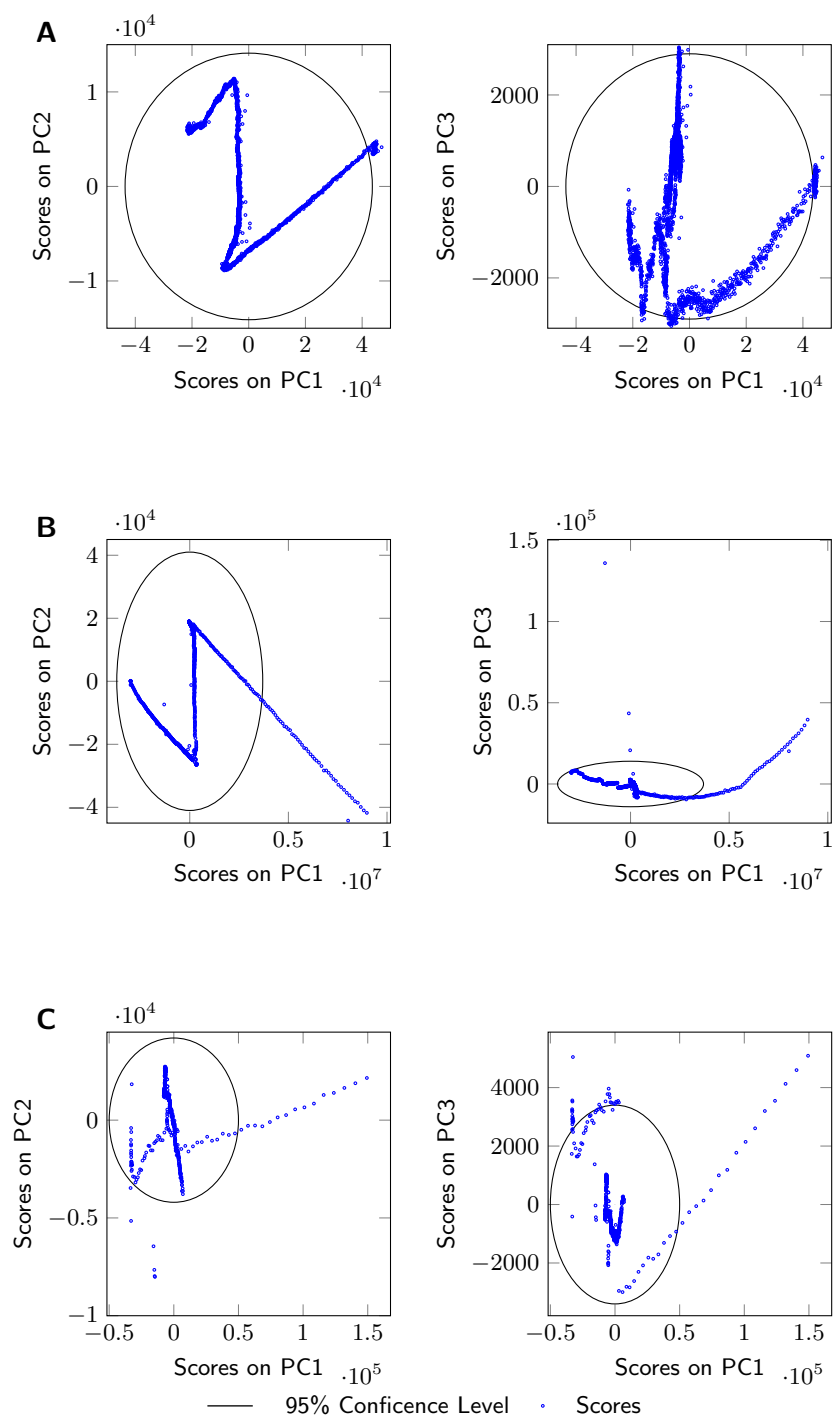 A
·10^4
1
0
−1
−4 −2 0 2 4
Scores on PC1 ·10^4
Scores on PC2
2000
0
−2000
−4 −2 0 2 4
Scores on PC1 ·10^4
Scores on PC3
B
·10^4
4
2
0
−2
−4
0 0.5 1
Scores on PC1 ·10^7
Scores on PC2
·10^5
1.5
1
0.5
0
0 0.5 1
Scores on PC1 ·10^7
Scores on PC3
C
·10^4
0
−0.5
−1
−0.5 0 0.5 1 1.5
Scores on PC1 ·10^5
Scores on PC2
4000
2000
0
−2000
−0.5 0 0.5 1 1.5
Scores on PC1 ·10^5
Scores on PC3
95% Conficence Level Scores